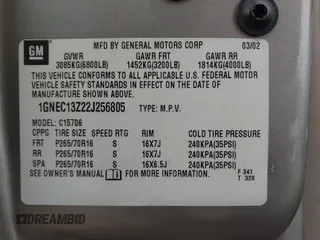 GM
MFD BY GENERAL MOTORS CORP 03/02
GVWR GAWR FRT GAWR RR
3085KG(6800LB) 1452KG(3200LB) 1814KG(4000LB)
THIS VEHICLE CONFORMS TO ALL APPLICABLE U.S. FEDERAL MOTOR
VEHICLE SAFETY AND THEFT PREVENTION STANDARDS IN EFFECT ON
THE DATE OF MANUFACTURE SHOWN ABOVE.
1GNEC13Z22J256805 TYPE: M.P.V.
MODEL: C15706
CPPG TIRE SIZE SPEED RTG RIM COLD TIRE PRESSURE
FRT P265/70R16 S 16X7J 240KPA(35PSI)
RR P265/70R16 S 16X7J 240KPA(35PSI)
SPA P265/70R16 S 16X6.5J 240KPA(35PSI)
SEE OWNER'S MANUAL FOR MORE INFORMATION. F 341
T 320
DREAMBID